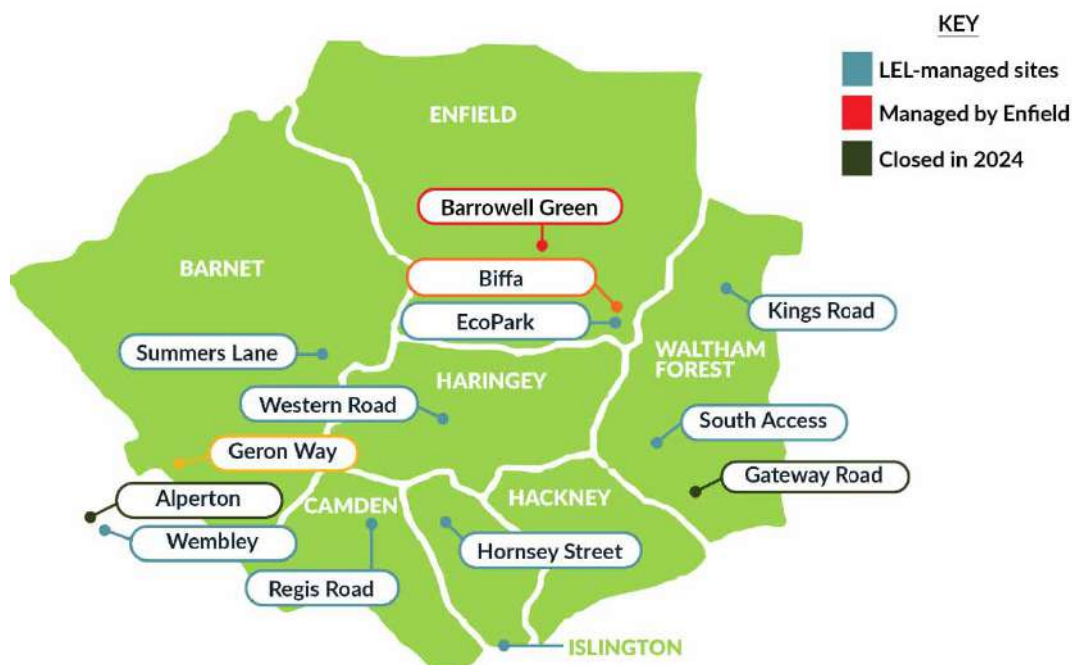 KEY
LEL-managed sites
Managed by Enfield
Closed in 2024
ENFIELD
Barrowell Green
BARNET
Biffa
EcoPark
Kings Road
Summers Lane
WALTHAM
FOREST
HARINGEY
Western Road
South Access
Geron Way
Gateway Road
Alperton
CAMDEN
HACKNEY
Wembley
Hornsey Street
Regis Road
ISLINGTON